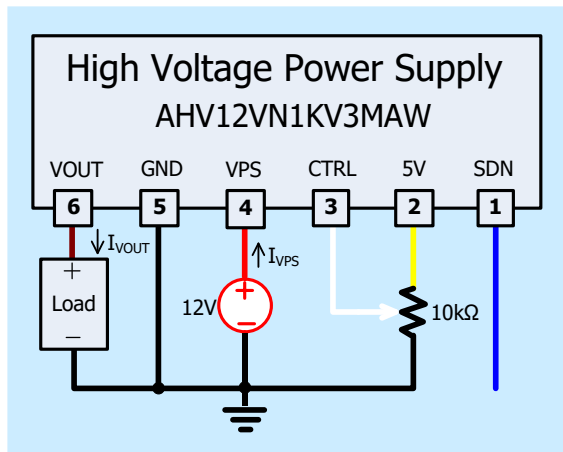 High Voltage Power Supply
AHV12VN1KV3MAW
VOUT GND VPS CTRL 5V SDN
6 5 4 3 2 1
IVOUT IVPS
+ +
Load 12V 10kΩ
− −